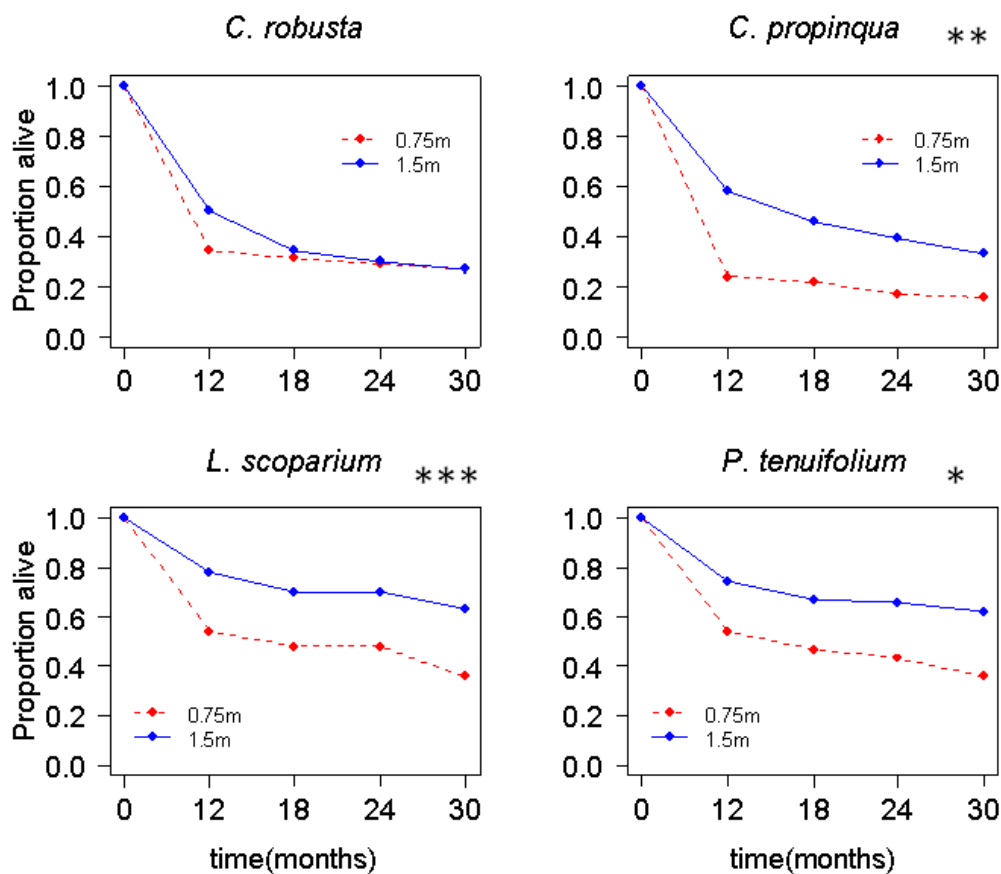 C. robusta
C. propinqua **
Proportion alive
1.0
0.8
0.6
0.4
0.2
0.0
0.75m
1.5m
0 12 18 24 30
1.0
0.8
0.6
0.4
0.2
0.0
0.75m
1.5m
0 12 18 24 30
L. scoparium ***
P. tenuifolium *
Proportion alive
1.0
0.8
0.6
0.4
0.2
0.0
0.75m
1.5m
0 12 18 24 30
time(months)
1.0
0.8
0.6
0.4
0.2
0.0
0.75m
1.5m
0 12 18 24 30
time(months)